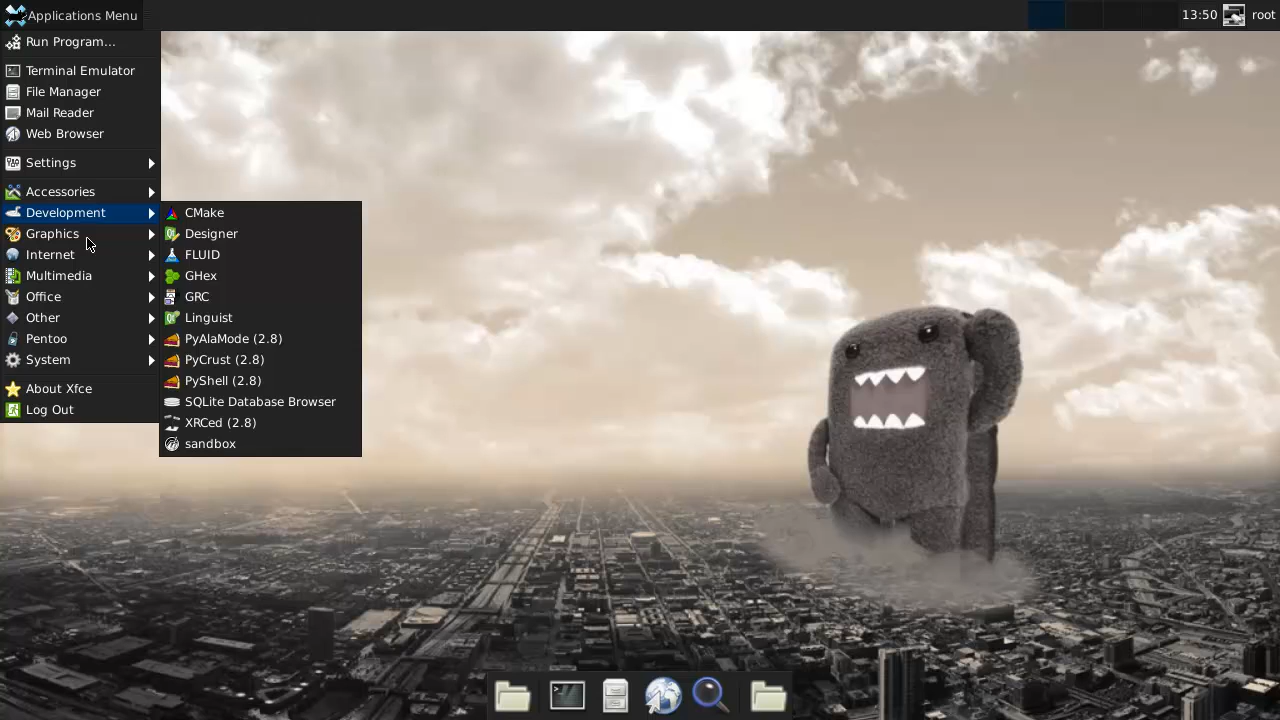 Applications Menu
13:50
root
Run Program...
Terminal Emulator
File Manager
Mail Reader
Web Browser
Settings
Accessories
Development
Graphics
Internet
Multimedia
Office
Other
Pentoo
System
About Xfce
Log Out
CMake
Designer
FLUID
GHex
GRC
Linguist
PyAlaMode (2.8)
PyCrust (2.8)
PyShell (2.8)
SQLite Database Browser
XRCed (2.8)
sandbox